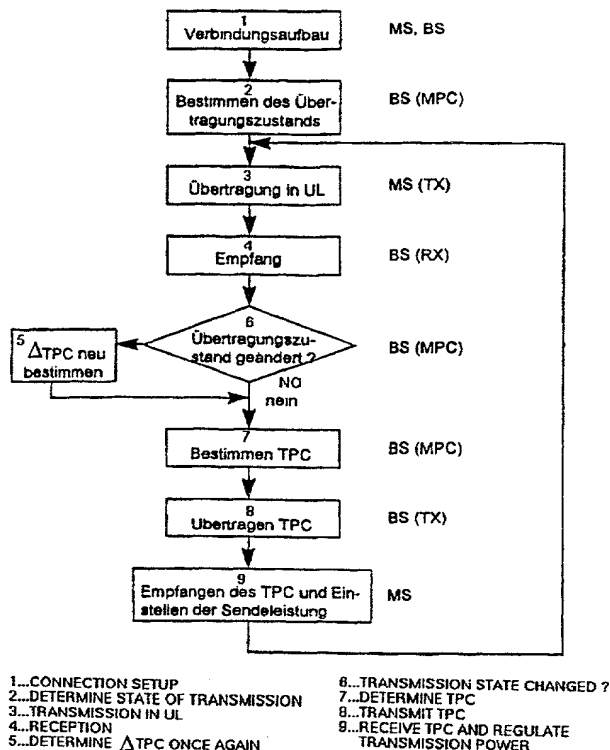 1
Verbindungsaufbau
MS, BS
2
Bestimmen des Über-
tragungszustands
BS (MPC)
3
Übertragung in UL
MS (TX)
4
Empfang
BS (RX)
6
Übertragungszu-
stand geändert ?
BS (MPC)
5 ΔTPC neu
bestimmen
NO
nein
7
Bestimmen TPC
BS (MPC)
8
Ubertragen TPC
BS (TX)
9
Empfangen des TPC und Ein-
stellen der Sendeleistung
MS
1...CONNECTION SETUP
2...DETERMINE STATE OF TRANSMISSION
3...TRANSMISSION IN UL
4...RECEPTION
5...DETERMINE ΔTPC ONCE AGAIN
6...TRANSMISSION STATE CHANGED ?
7...DETERMINE TPC
8...TRANSMIT TPC
9...RECEIVE TPC AND REGULATE
TRANSMISSION POWER